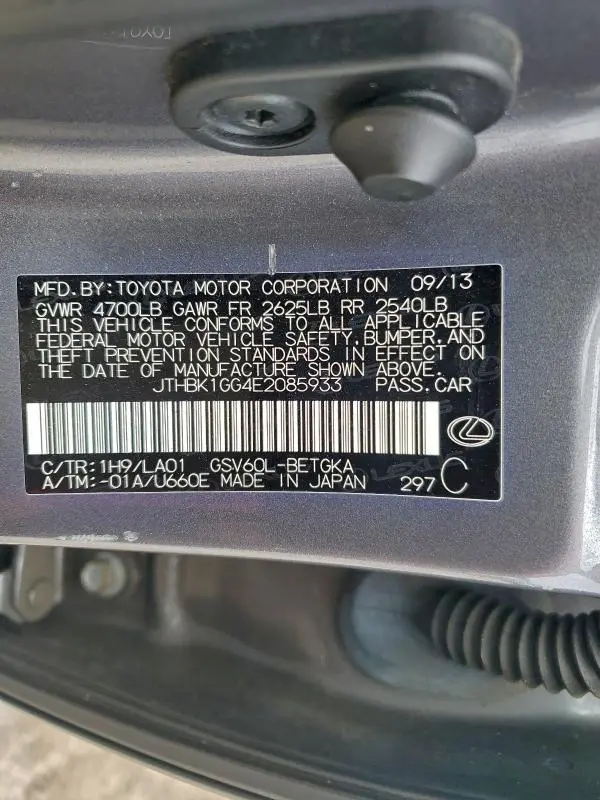 TOYOT
MFD.BY:TOYOTA MOTOR CORPORATION 09/13
GVWR 4700LB GAWR FR 2625LB RR 2540LB
THIS VEHICLE CONFORMS TO ALL APPLICABLE
FEDERAL MOTOR VEHICLE SAFETY,BUMPER,AND
THEFT PREVENTION STANDARDS IN EFFECT ON
THE DATE OF MANUFACTURE SHOWN ABOVE.
JTHBK1GG4E2085933 PASS.CAR
C/TR:1H9/LA01 GSV60L-BETGKA
A/TM:-01A/U660E MADE IN JAPAN 297 C